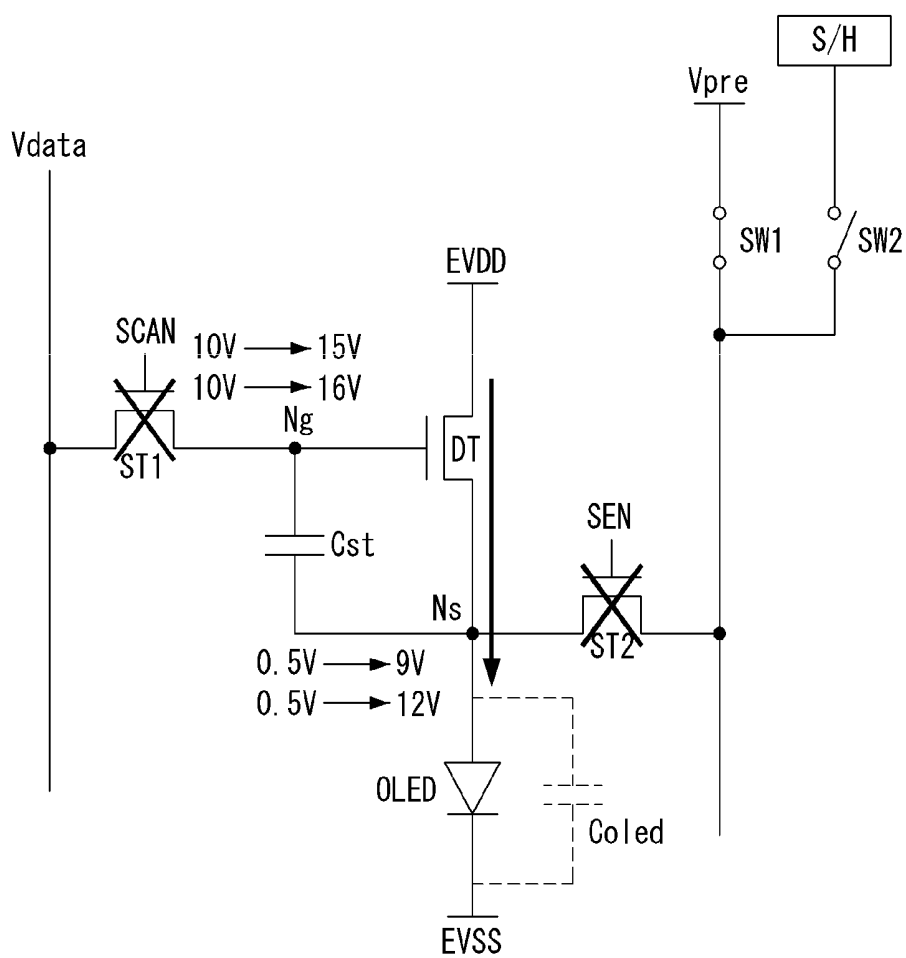 S/H
Vpre
Vdata
SW1
SW2
EVDD
SCAN
10V → 15V
10V → 16V
Ng
DT
ST1
SEN
Cst
Ns
ST2
0.5V → 9V
0.5V → 12V
OLED
Coled
EVSS